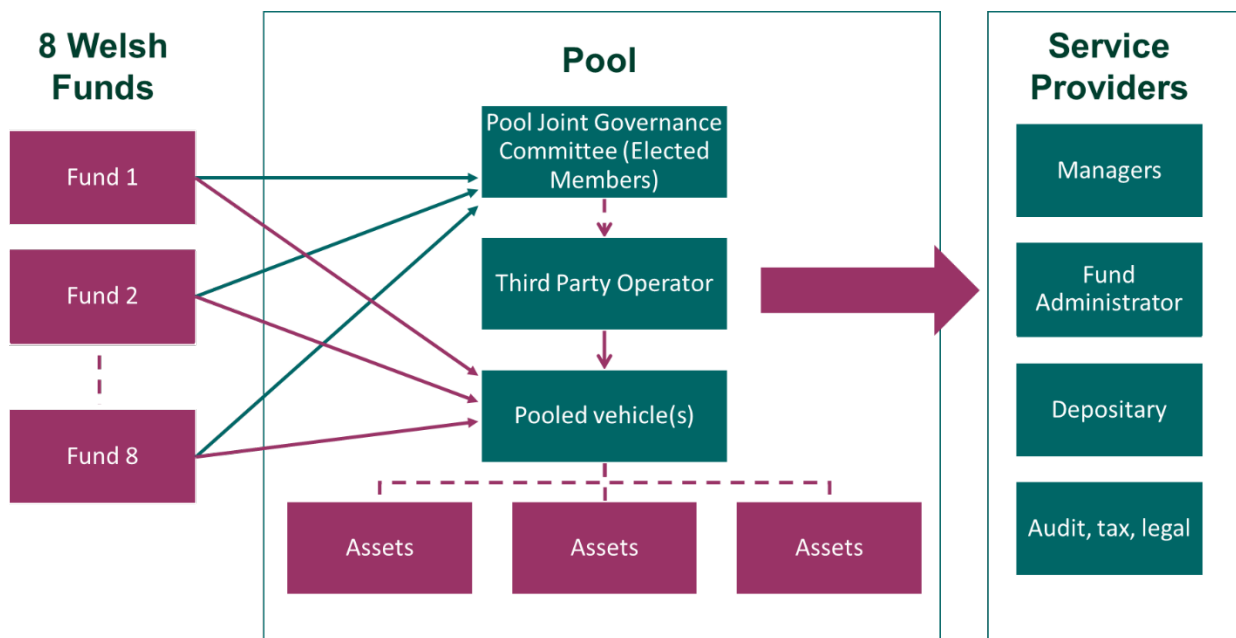 8 Welsh
Funds
Fund 1
Fund 2
Fund 8
Pool
Pool Joint Governance
Committee (Elected
Members)
Third Party Operator
Pooled vehicle(s)
Assets
Assets
Assets
Service
Providers
Managers
Fund
Administrator
Depositary
Audit, tax, legal